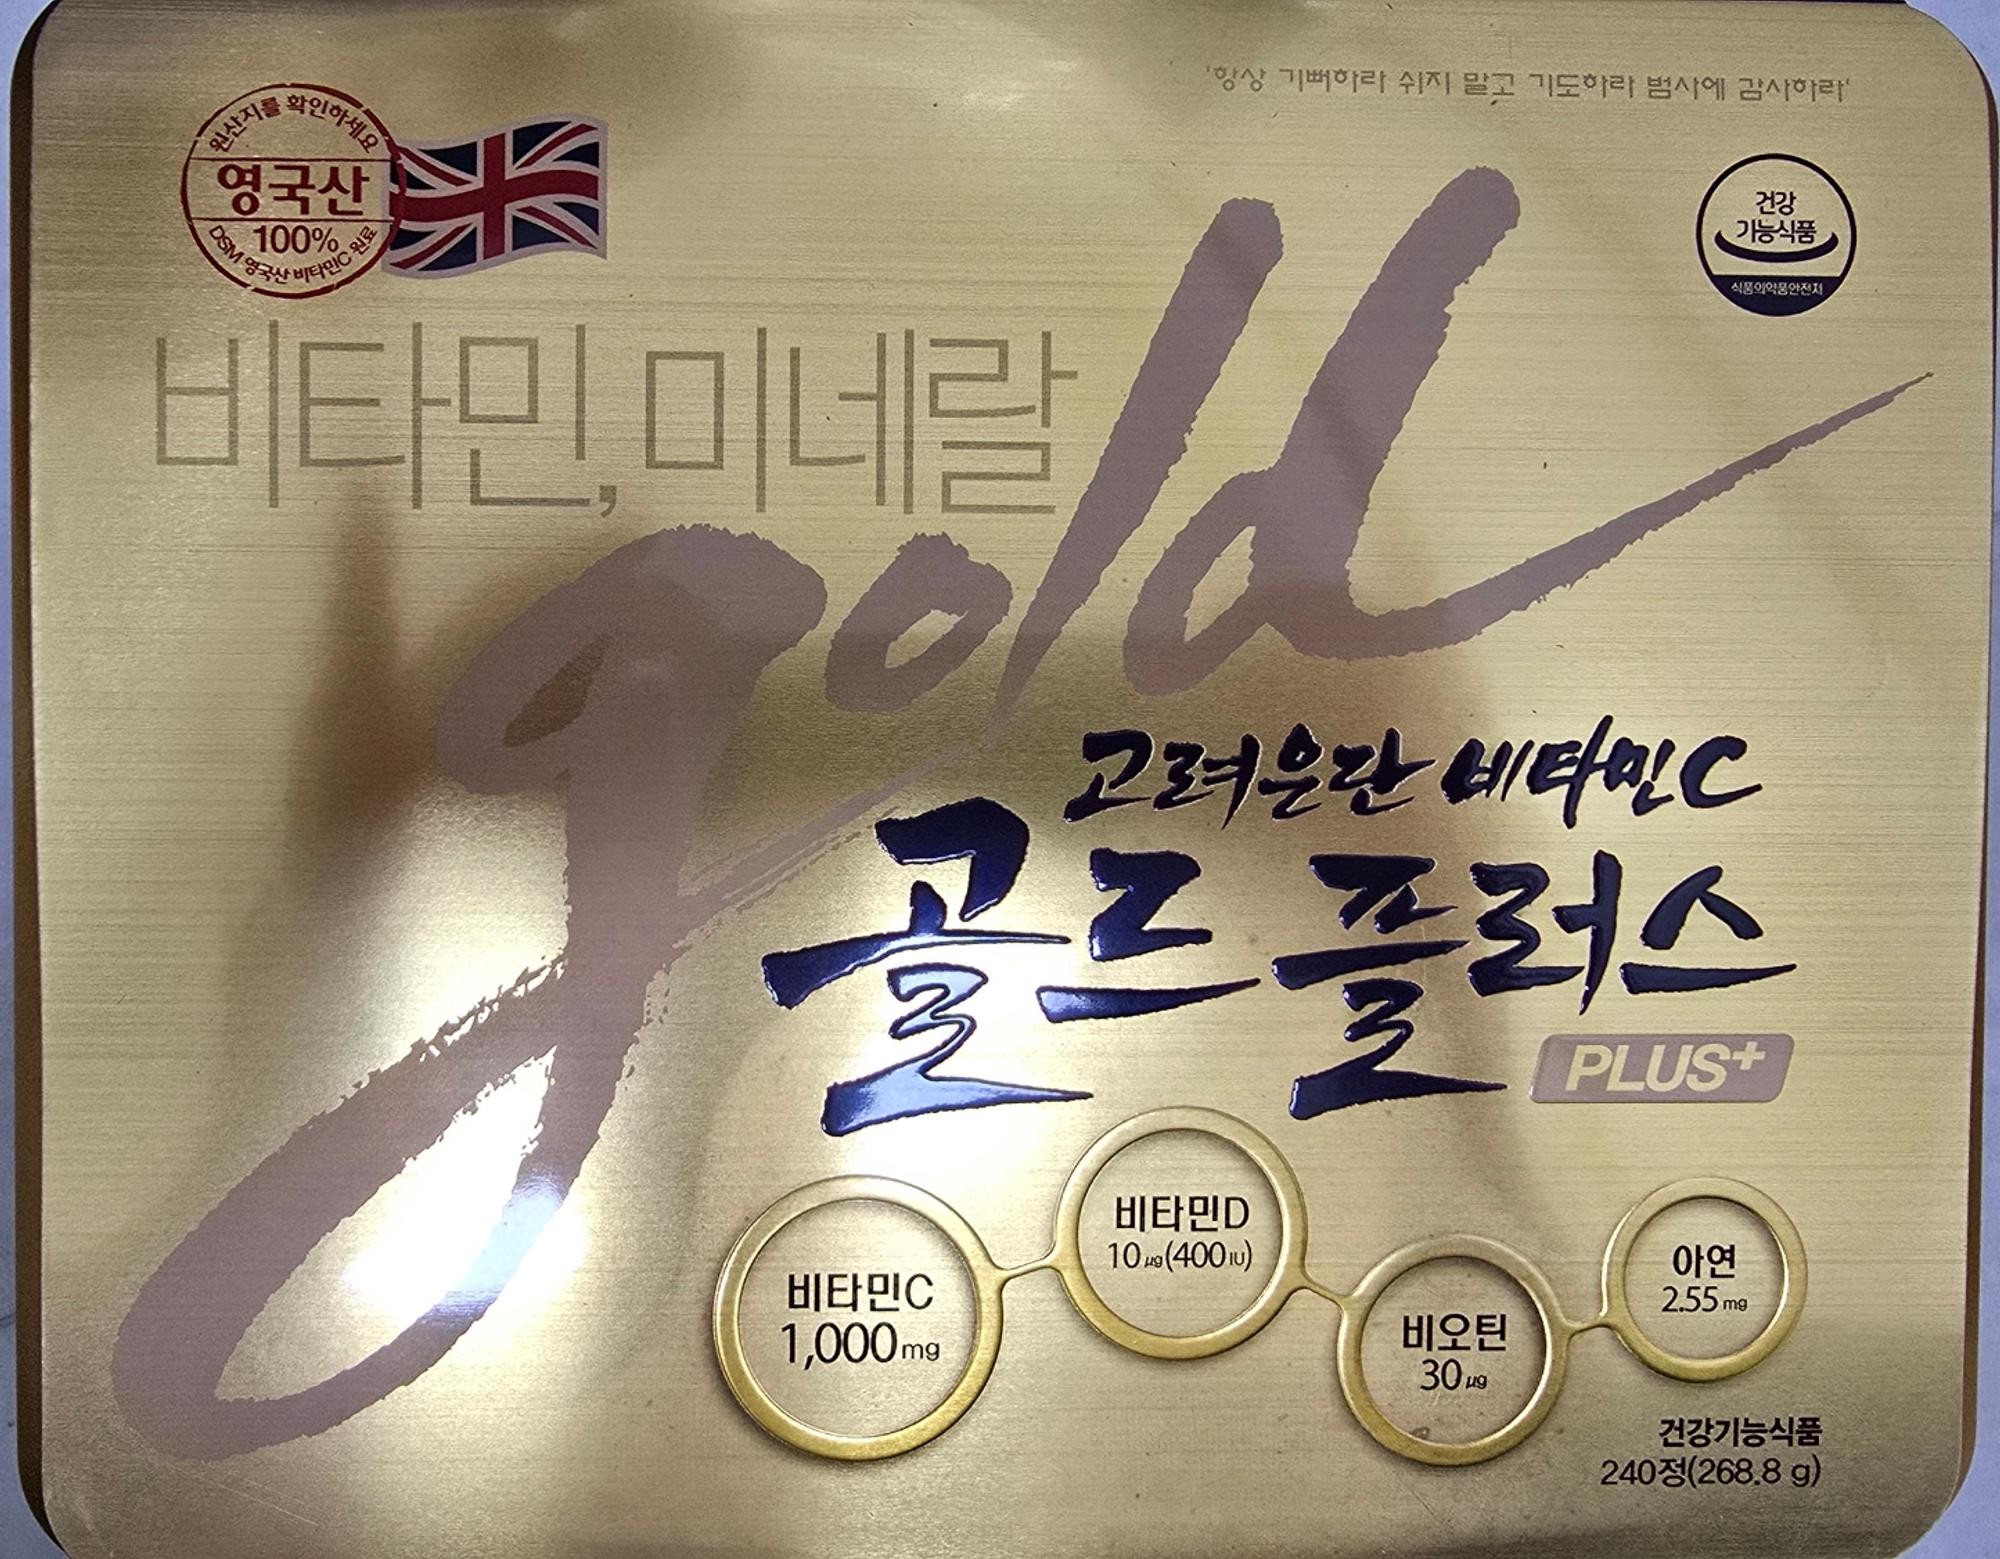 '항상 기뻐하라 쉬지 말고 기도하라 범사에 감사하라'
원산지를 확인하세요
영국산
100%
DSM 영국산 비타민C 원료
건강
기능식품
식품의약품안전처
비타민, 미네랄
gold
고려은단 비타민C
골드 플러스
PLUS+
비타민C
1,000mg
비타민D
10㎍(400IU)
비오틴
30㎍
아연
2.55mg
건강기능식품
240정(268.8 g)